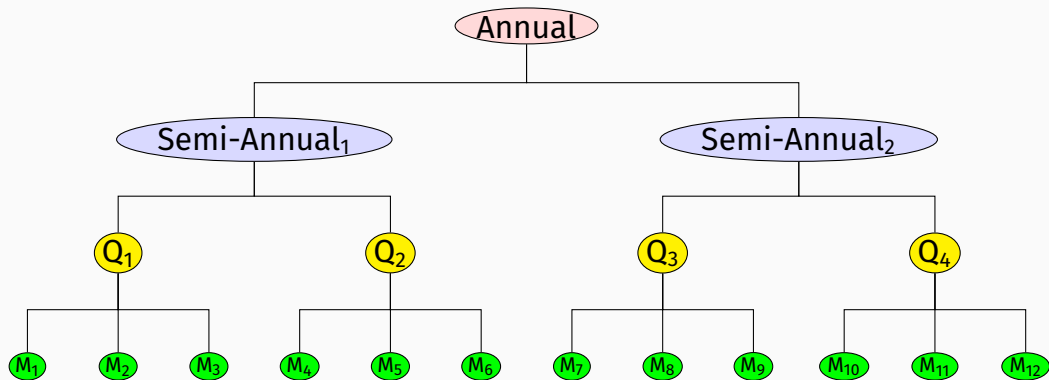 Annual
Semi-Annual₁ Semi-Annual₂
Q₁ Q₂ Q₃ Q₄
M₁ M₂ M₃ M₄ M₅ M₆ M₇ M₈ M₉ M₁₀ M₁₁ M₁₂